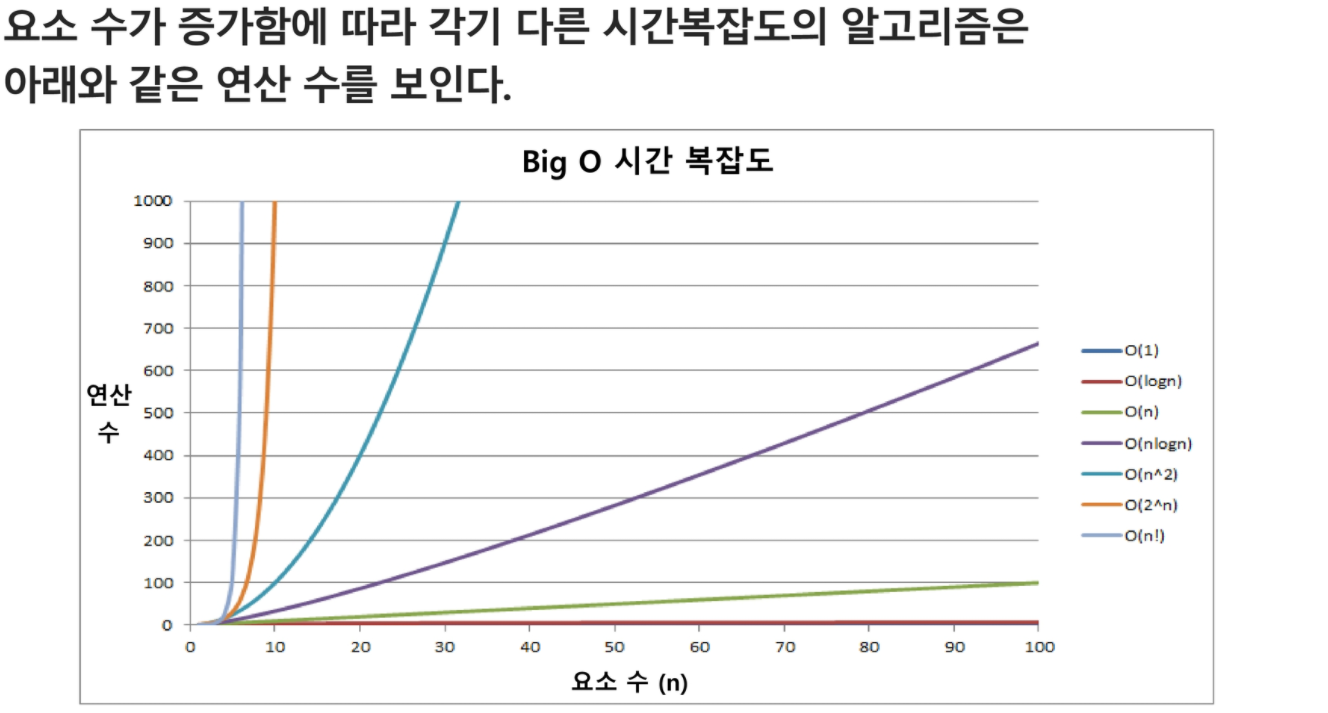 요소 수가 증가함에 따라 각기 다른 시간복잡도의 알고리즘은
아래와 같은 연산 수를 보인다.
Big O 시간 복잡도
1000
900
800
700
600
500
400
300
200
100
0
연산
수
0 10 20 30 40 50 60 70 80 90 100
요소 수 (n)
O(1)
O(logn)
O(n)
O(nlogn)
O(n^2)
O(2^n)
O(n!)